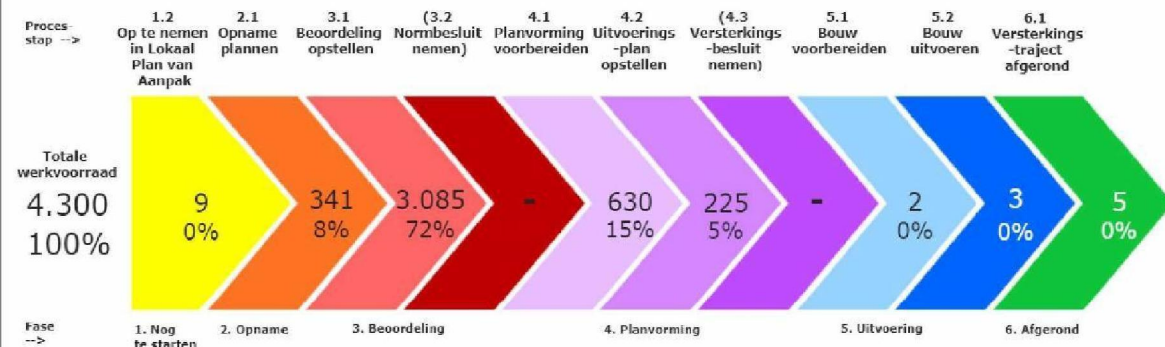 Proces-
stap -->
1.2
Op te nemen
in Lokaal
Plan van
Aanpak
2.1
Opname
plannen
3.1
Beoordeling
opstellen
(3.2
Normbesluit
nemen)
4.1
Planvorming
voorbereiden
4.2
Uitvoerings-
-plan
opstellen
(4.3
Versterkings
-besluit
nemen)
5.1
Bouw
voorbereiden
5.2
Bouw
uitvoeren
6.1
Versterkings
-traject
afgerond
Totale
werkvoorraad
4.300
100%
9
0%
341
8%
3.085
72%
-
630
15%
225
5%
-
2
0%
3
0%
5
0%
Fase
-->
1. Nog
te starten
2. Opname
3. Beoordeling
4. Planvorming
5. Uitvoering
6. Afgerond